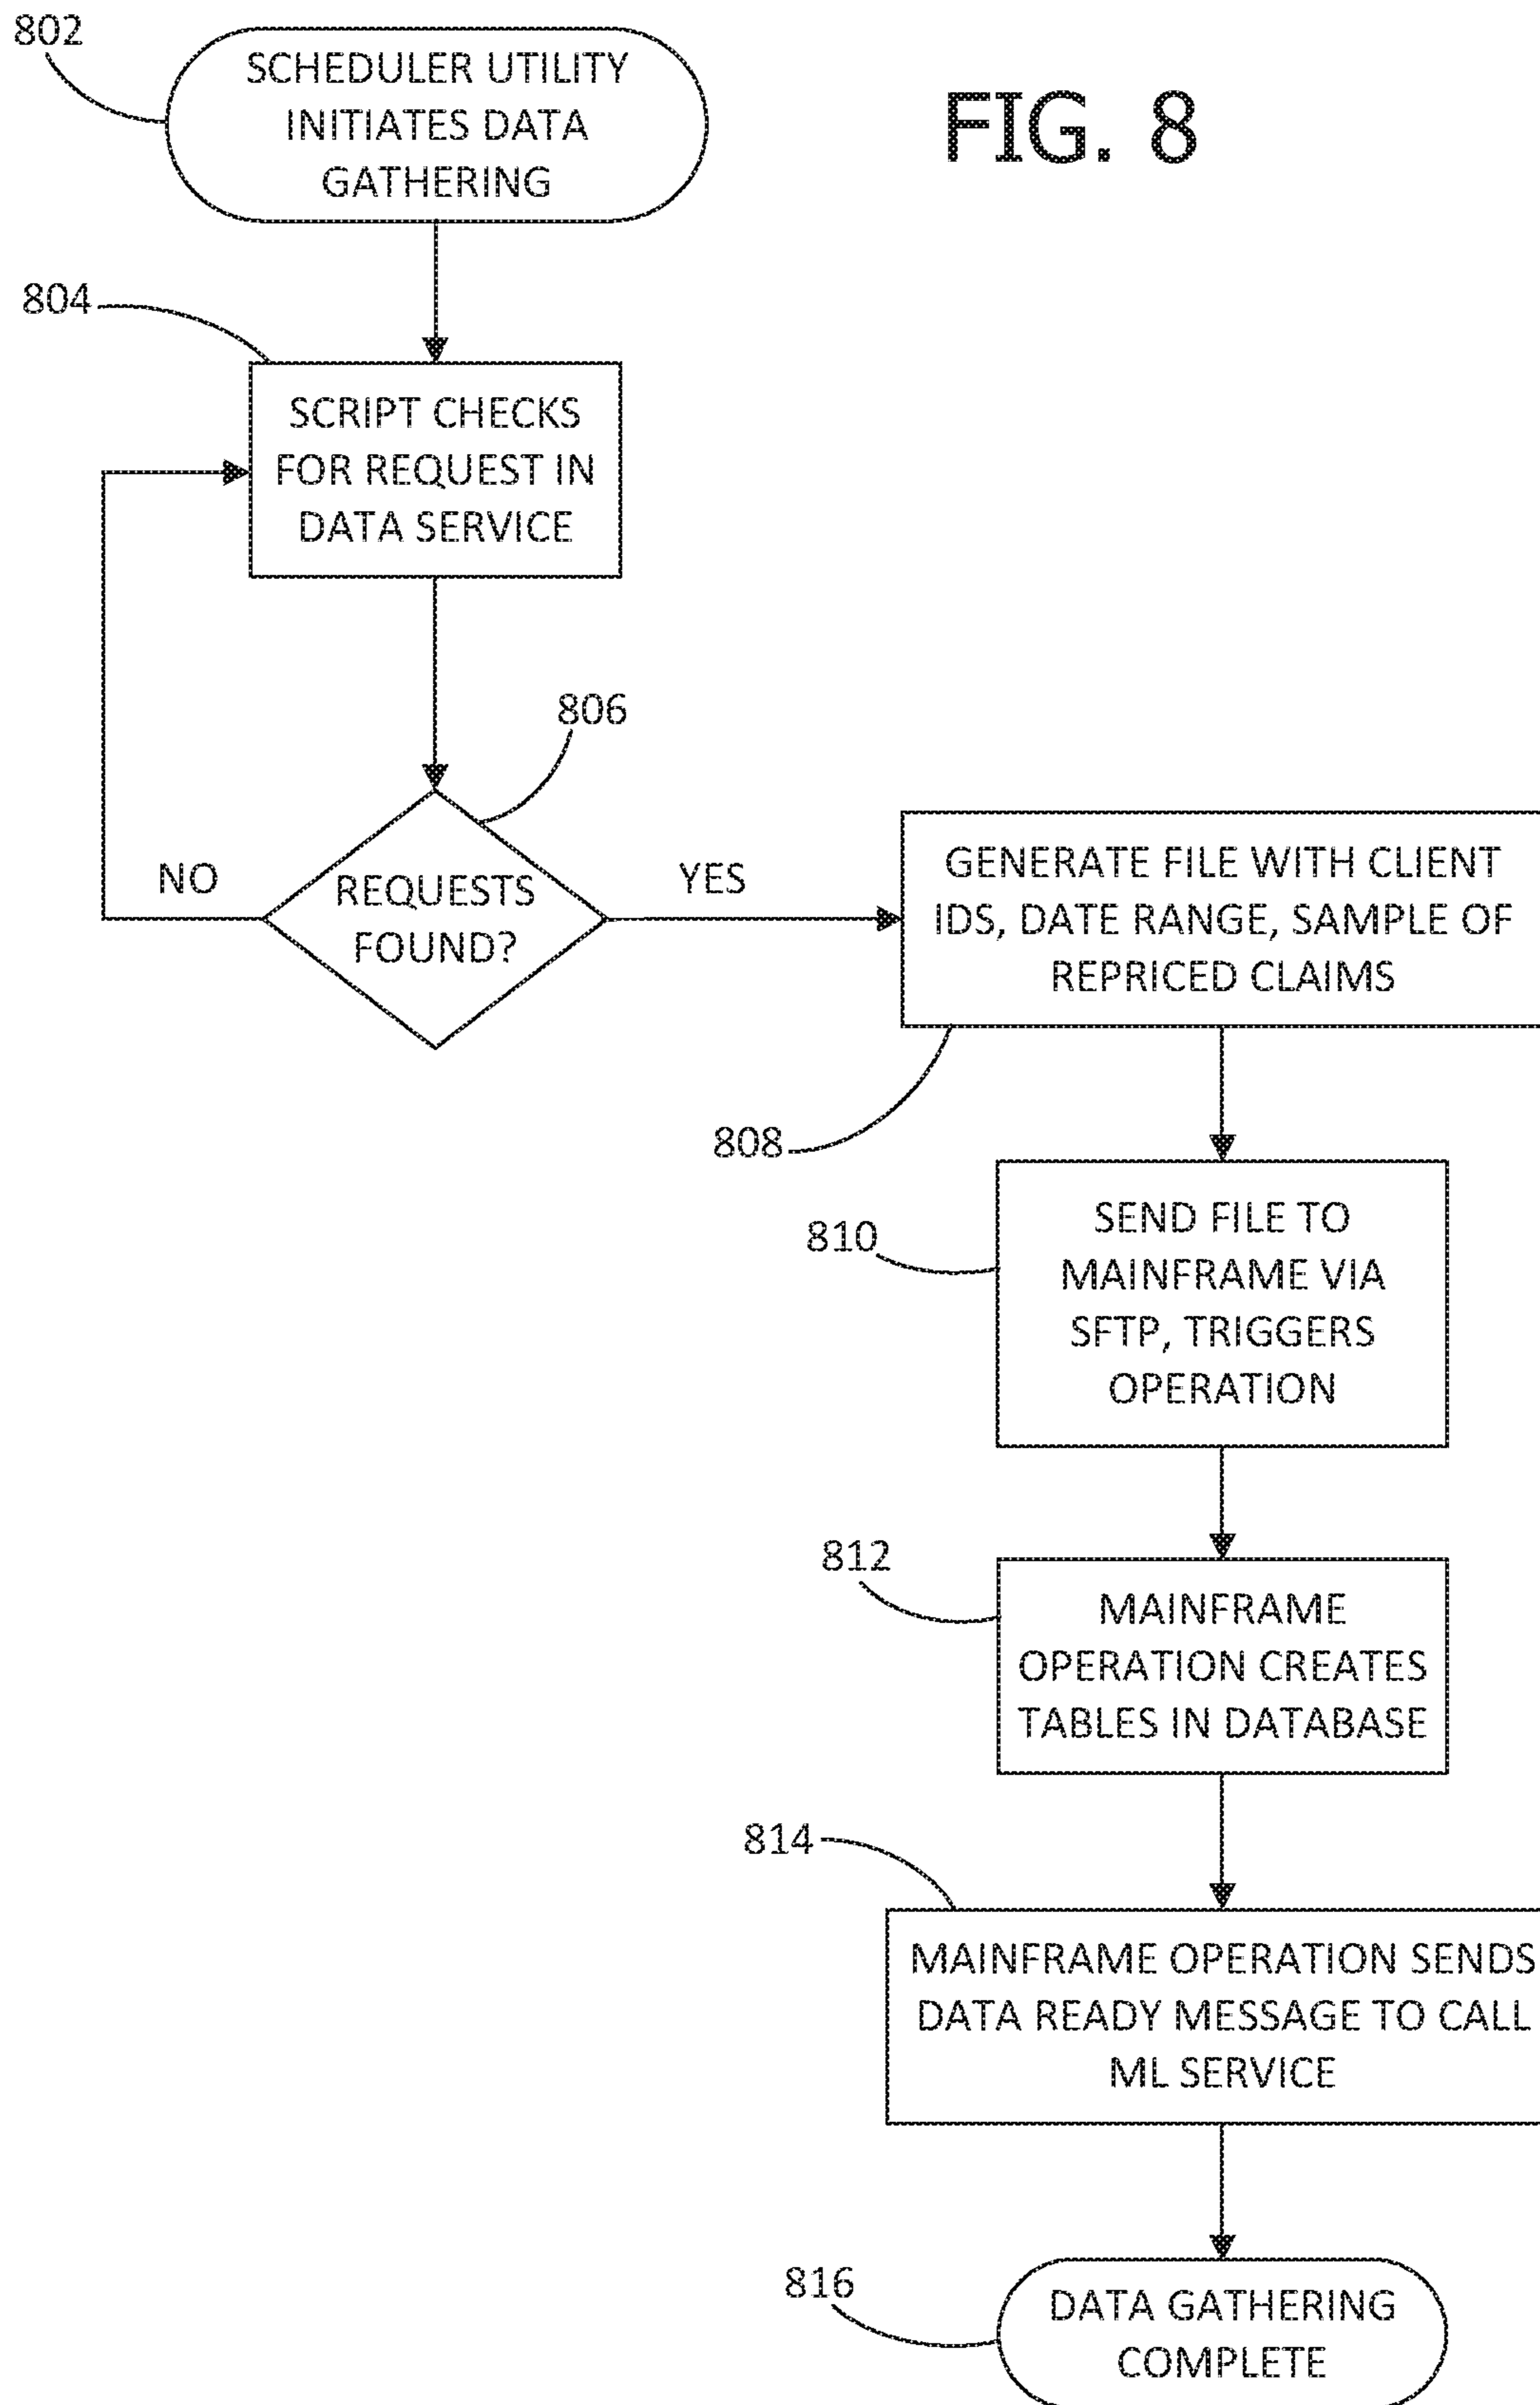 802
SCHEDULER UTILITY
INITIATES DATA
GATHERING
FIG. 8
804
SCRIPT CHECKS
FOR REQUEST IN
DATA SERVICE
806
NO
REQUESTS
FOUND?
YES
GENERATE FILE WITH CLIENT
IDS, DATE RANGE, SAMPLE OF
REPRICED CLAIMS
808
810
SEND FILE TO
MAINFRAME VIA
SFTP, TRIGGERS
OPERATION
812
MAINFRAME
OPERATION CREATES
TABLES IN DATABASE
814
MAINFRAME OPERATION SENDS
DATA READY MESSAGE TO CALL
ML SERVICE
816
DATA GATHERING
COMPLETE